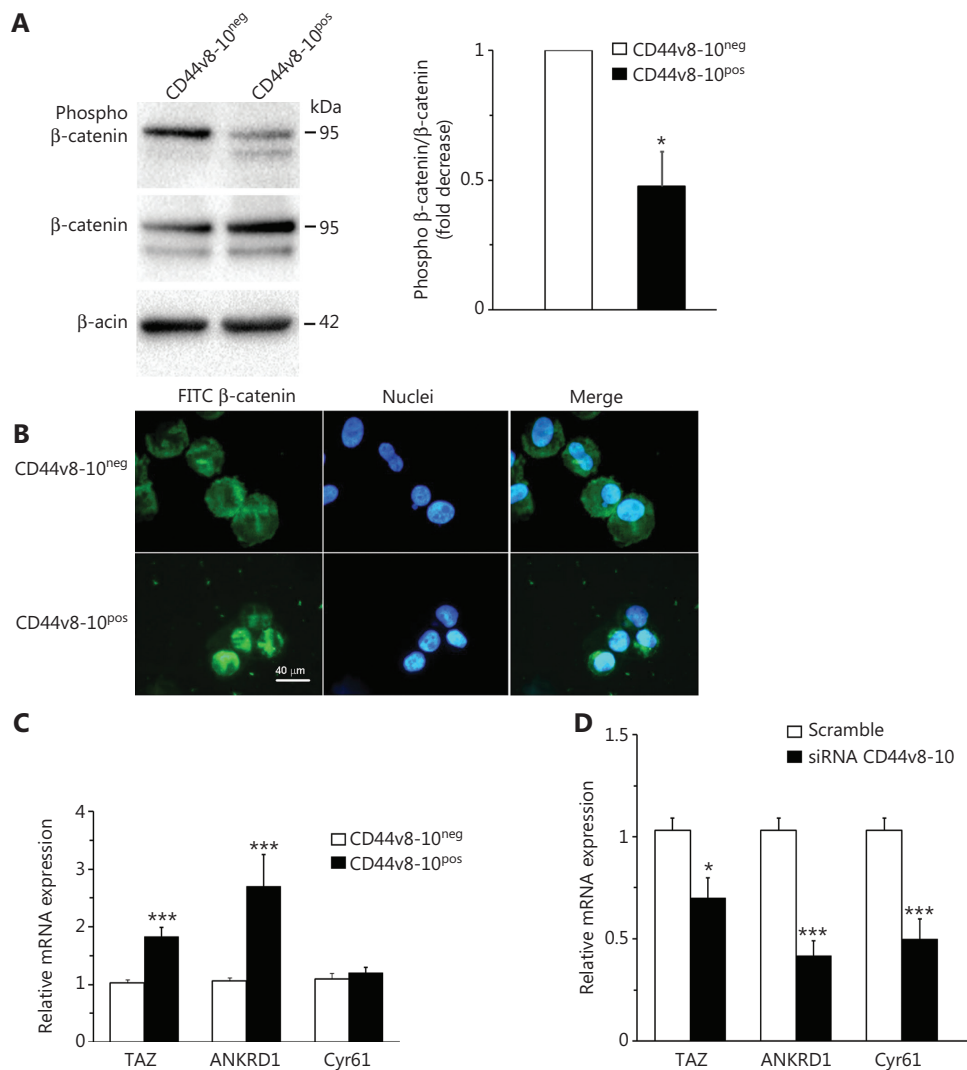 A
CD44v8-10neg
CD44v8-10pos
kDa
Phospho
β-catenin
95
β-catenin
95
β-acin
42
Phospho β-catenin/β-catenin
(fold decrease)
1
0.5
0
*
CD44v8-10neg
CD44v8-10pos
B
FITC β-catenin
Nuclei
Merge
CD44v8-10neg
CD44v8-10pos
40 μm
C
Relative mRNA expression
4
3
2
1
0
***
***
CD44v8-10neg
CD44v8-10pos
TAZ
ANKRD1
Cyr61
D
Relative mRNA expression
1.5
1
0.5
0
*
***
***
Scramble
siRNA CD44v8-10
TAZ
ANKRD1
Cyr61